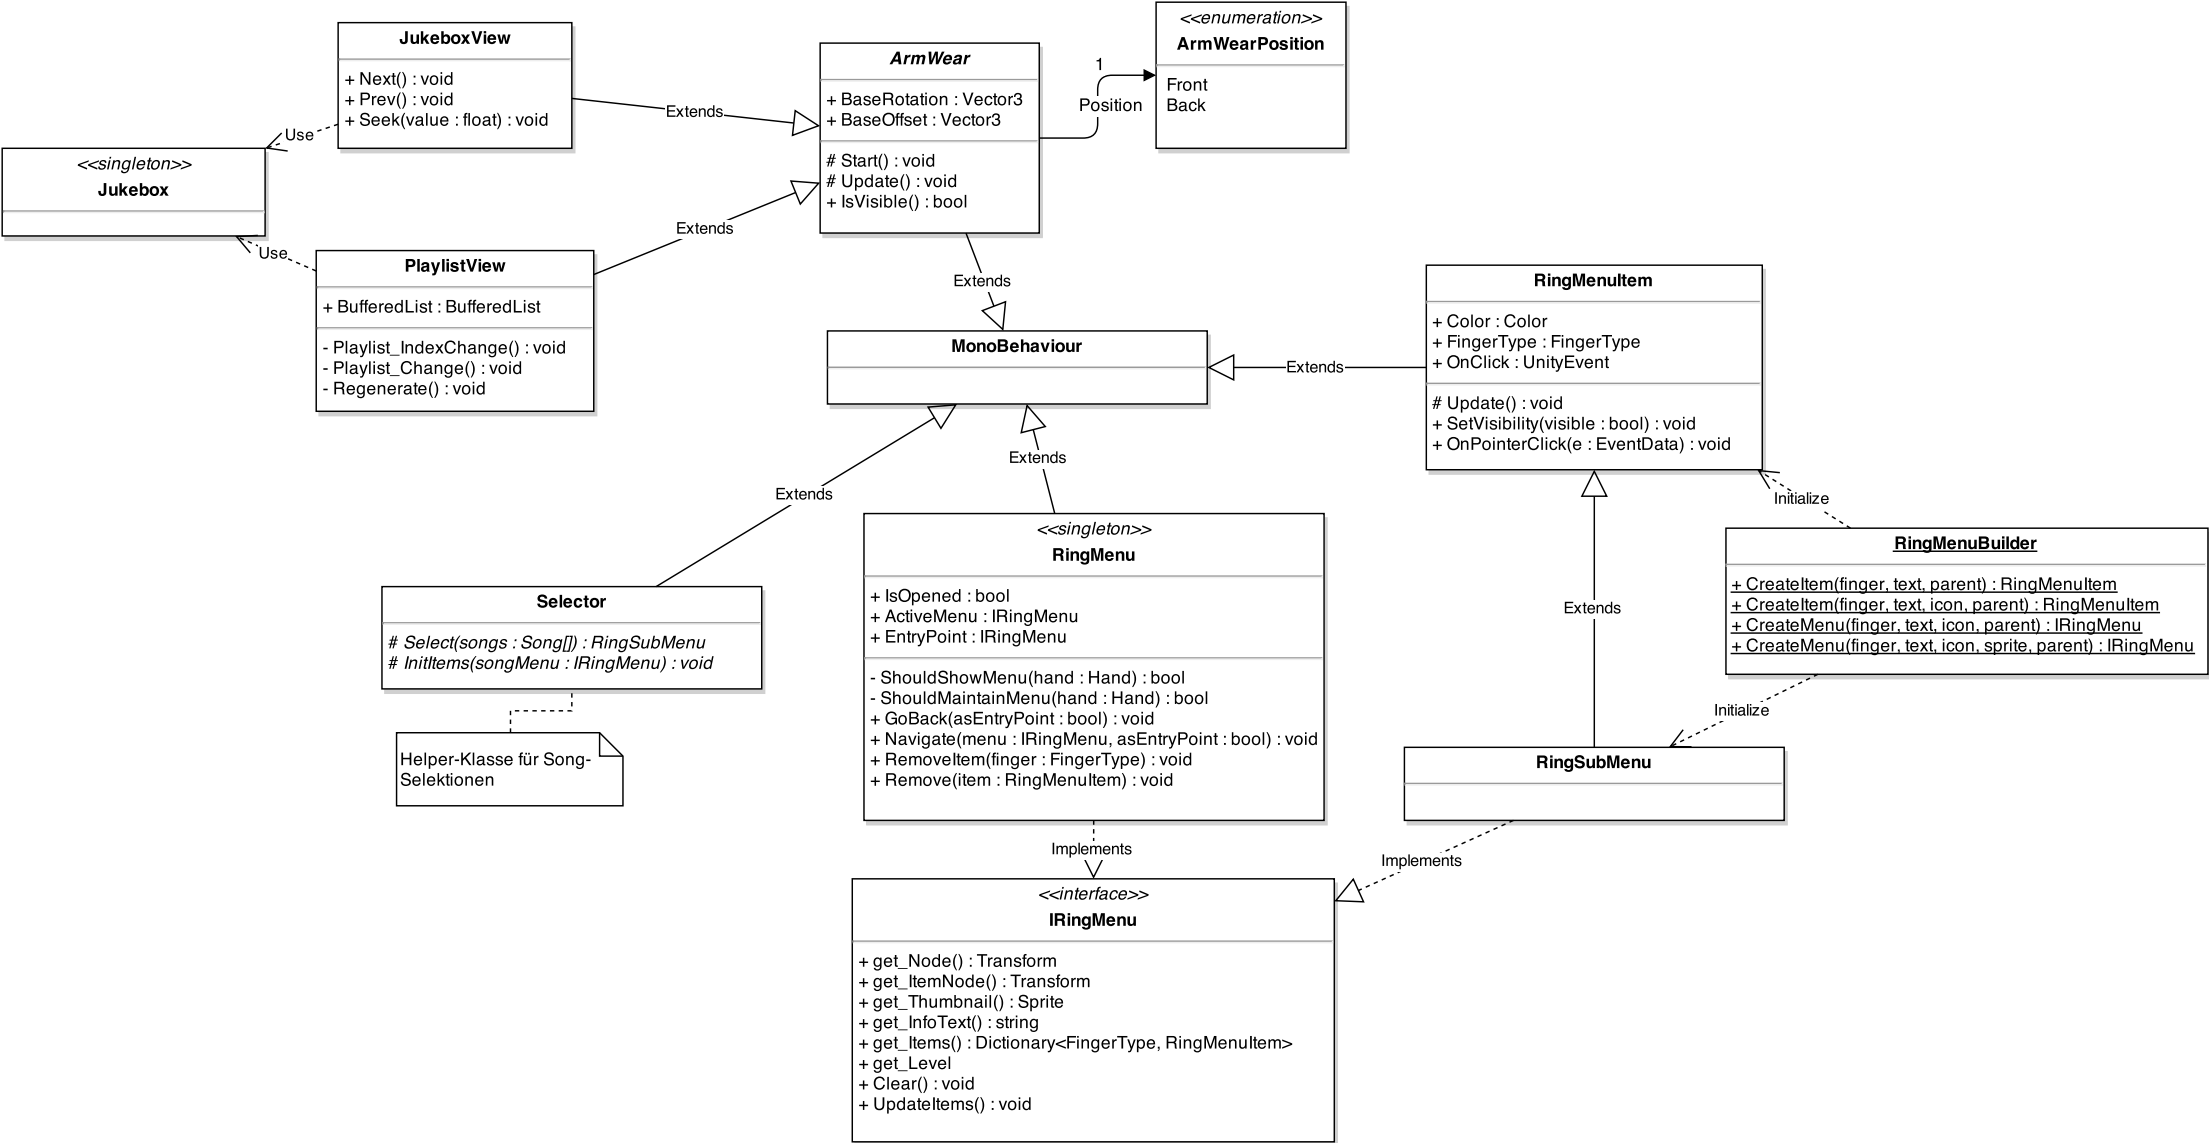 JukeboxView
+ Next() : void
+ Prev() : void
+ Seek(value : float) : void
Use
<<singleton>>
Jukebox
Use
PlaylistView
+ BufferedList : BufferedList
- Playlist_IndexChange() : void
- Playlist_Change() : void
- Regenerate() : void
Extends
Extends
ArmWear
+ BaseRotation : Vector3
+ BaseOffset : Vector3
# Start() : void
# Update() : void
+ IsVisible() : bool
1
Position
<<enumeration>>
ArmWearPosition
Front
Back
Extends
MonoBehaviour
Extends
RingMenuItem
+ Color : Color
+ FingerType : FingerType
+ OnClick : UnityEvent
# Update() : void
+ SetVisibility(visible : bool) : void
+ OnPointerClick(e : EventData) : void
Extends
Extends
Selector
# Select(songs : Song[]) : RingSubMenu
# InitItems(songMenu : IRingMenu) : void
Helper-Klasse für Song-
Selektionen
<<singleton>>
RingMenu
+ IsOpened : bool
+ ActiveMenu : IRingMenu
+ EntryPoint : IRingMenu
- ShouldShowMenu(hand : Hand) : bool
- ShouldMaintainMenu(hand : Hand) : bool
+ GoBack(asEntryPoint : bool) : void
+ Navigate(menu : IRingMenu, asEntryPoint : bool) : void
+ RemoveItem(finger : FingerType) : void
+ Remove(item : RingMenuItem) : void
Extends
Initialize
RingMenuBuilder
+ CreateItem(finger, text, parent) : RingMenuItem
+ CreateItem(finger, text, icon, parent) : RingMenuItem
+ CreateMenu(finger, text, icon, parent) : IRingMenu
+ CreateMenu(finger, text, icon, sprite, parent) : IRingMenu
Initialize
RingSubMenu
Implements
Implements
<<interface>>
IRingMenu
+ get_Node() : Transform
+ get_ItemNode() : Transform
+ get_Thumbnail() : Sprite
+ get_InfoText() : string
+ get_Items() : Dictionary<FingerType, RingMenuItem>
+ get_Level
+ Clear() : void
+ UpdateItems() : void